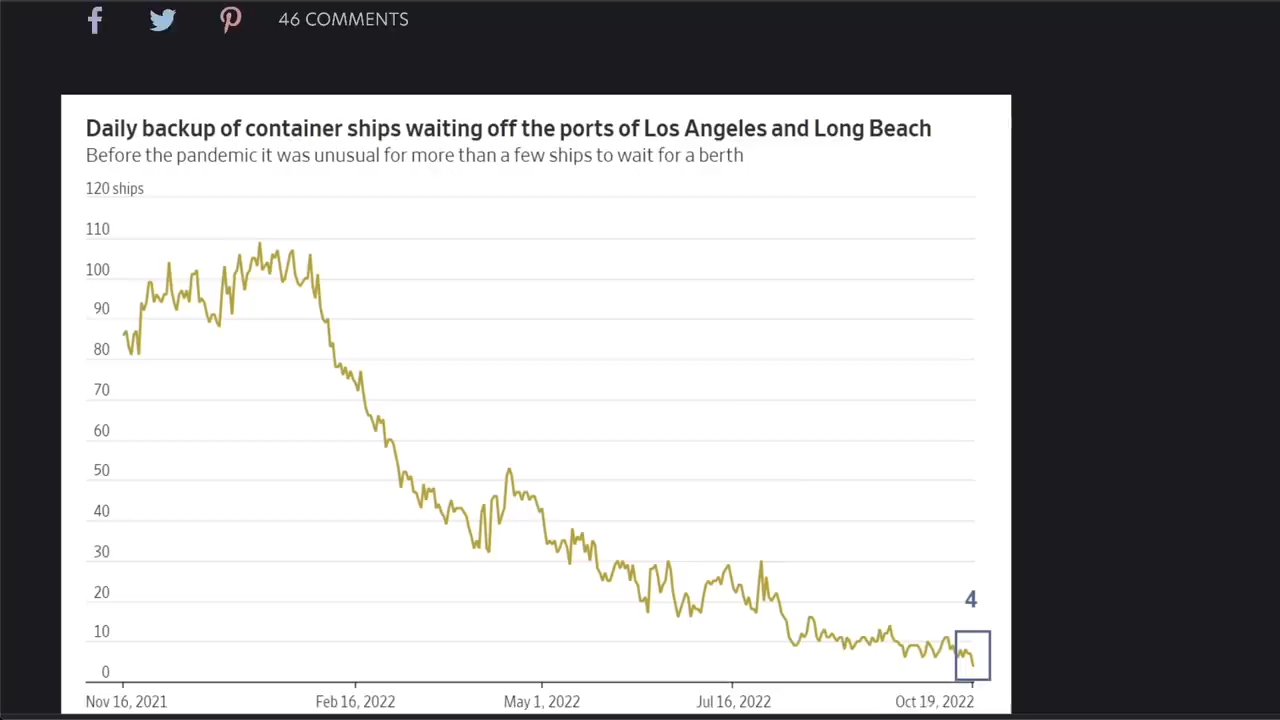 46 COMMENTS
Daily backup of container ships waiting off the ports of Los Angeles and Long Beach
Before the pandemic it was unusual for more than a few ships to wait for a berth
120 ships
110
100
90
80
70
60
50
40
30
20
4
10
0
Nov 16, 2021 Feb 16, 2022 May 1, 2022 Jul 16, 2022 Oct 19, 2022